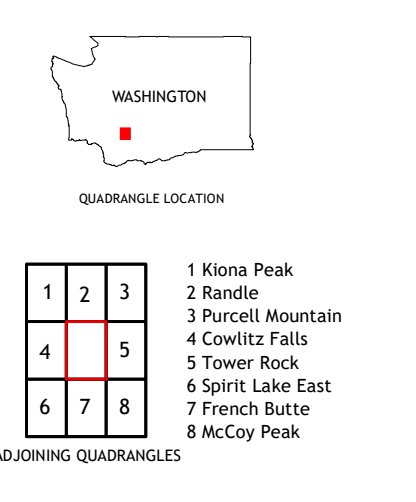 WASHINGTON
QUADRANGLE LOCATION
1 2 3
4 5
6 7 8
ADJOINING QUADRANGLES
1 Kiona Peak
2 Randle
3 Purcell Mountain
4 Cowlitz Falls
5 Tower Rock
6 Spirit Lake East
7 French Butte
8 McCoy Peak